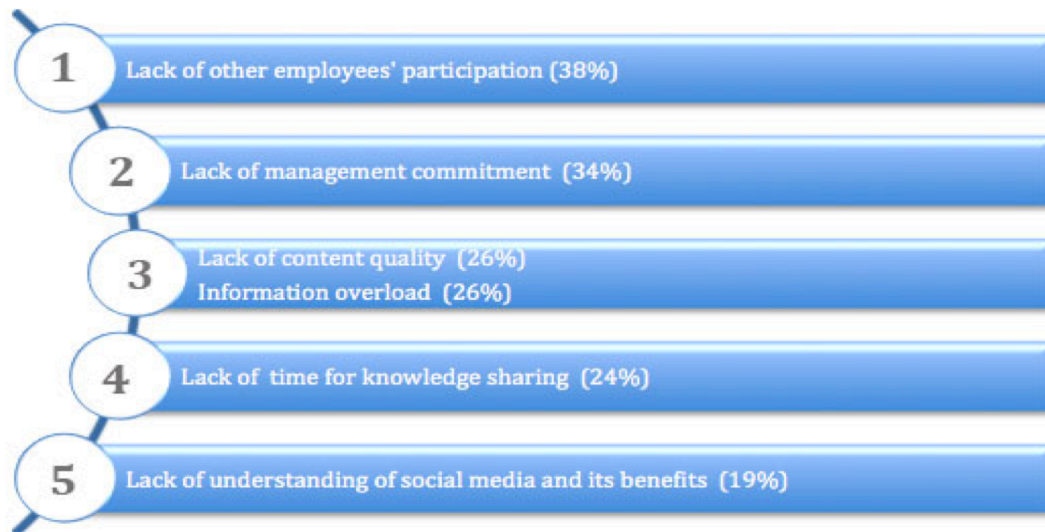 1
Lack of other employees' participation (38%)
2
Lack of management commitment (34%)
3
Lack of content quality (26%)
Information overload (26%)
4
Lack of time for knowledge sharing (24%)
5
Lack of understanding of social media and its benefits (19%)